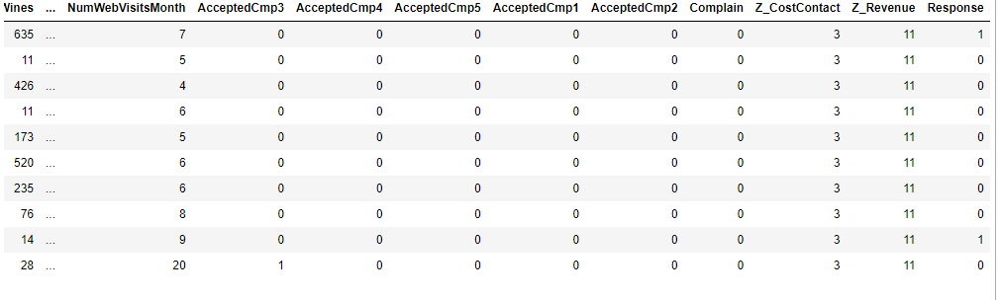 Vines ... NumWebVisitsMonth AcceptedCmp3 AcceptedCmp4 AcceptedCmp5 AcceptedCmp1 AcceptedCmp2 Complain Z_CostContact Z_Revenue Response
635 ... 7 0 0 0 0 0 0 3 11 1
11 ... 5 0 0 0 0 0 0 3 11 0
426 ... 4 0 0 0 0 0 0 3 11 0
11 ... 6 0 0 0 0 0 0 3 11 0
173 ... 5 0 0 0 0 0 0 3 11 0
520 ... 6 0 0 0 0 0 0 3 11 0
235 ... 6 0 0 0 0 0 0 3 11 0
76 ... 8 0 0 0 0 0 0 3 11 0
14 ... 9 0 0 0 0 0 0 3 11 1
28 ... 20 1 0 0 0 0 0 3 11 0